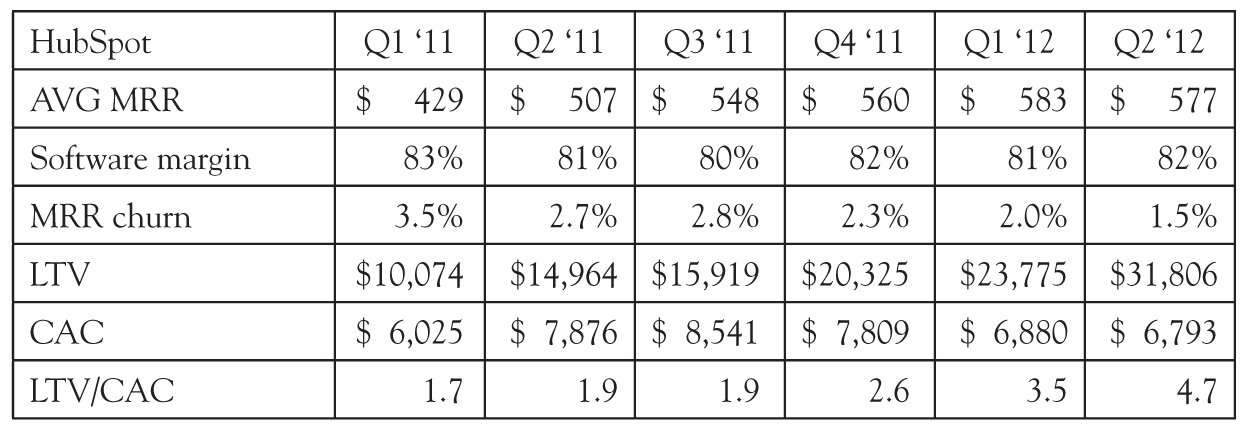 HubSpot Q1 ‘11 Q2 ‘11 Q3 ‘11 Q4 ‘11 Q1 ‘12 Q2 ‘12
AVG MRR $ 429 $ 507 $ 548 $ 560 $ 583 $ 577
Software margin 83% 81% 80% 82% 81% 82%
MRR churn 3.5% 2.7% 2.8% 2.3% 2.0% 1.5%
LTV $10,074 $14,964 $15,919 $20,325 $23,775 $31,806
CAC $ 6,025 $ 7,876 $ 8,541 $ 7,809 $ 6,880 $ 6,793
LTV/CAC 1.7 1.9 1.9 2.6 3.5 4.7